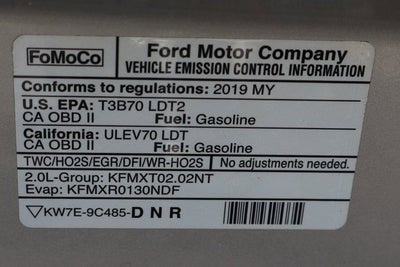 FoMoCo
Ford Motor Company
VEHICLE EMISSION CONTROL INFORMATION
Conforms to regulations: 2019 MY
U.S. EPA: T3B70 LDT2
CA OBD II Fuel: Gasoline
California: ULEV70 LDT
CA OBD II Fuel: Gasoline
TWC/HO2S/EGR/DFI/WR-HO2S No adjustments needed.
2.0L-Group: KFMXT02.02NT
Evap: KFMXR0130NDF
▽KW7E-9C485-D N R